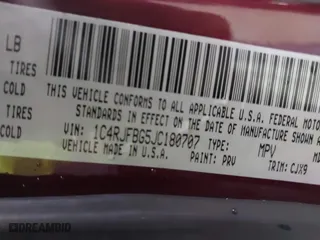 LB
TIRES
COLD
TIRES
COLD
THIS VEHICLE CONFORMS TO ALL APPLICABLE U.S.A. FEDERAL MOTOR
STANDARDS IN EFFECT ON THE DATE OF MANUFACTURE SHOWN A
VIN: 1C4RJFBG5JC180707 TYPE: MPV
VEHICLE MADE IN U.S.A. PAINT: PRV TRIM: CJX9
DREAMBID